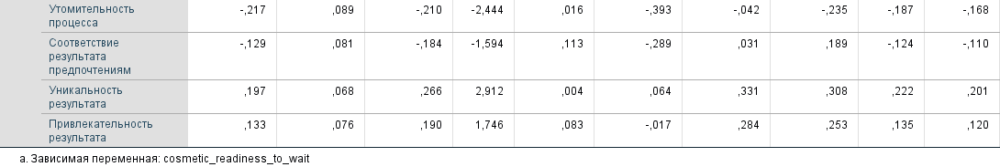 Утомительность процесса -,217 ,089 -,210 -2,444 ,016 -,393 -,042 -,235 -,187 -,168
Соответствие результата предпочтениям -,129 ,081 -,184 -1,594 ,113 -,289 ,031 ,189 -,124 -,110
Уникальность результата ,197 ,068 ,266 2,912 ,004 ,064 ,331 ,308 ,222 ,201
Привлекательность результата ,133 ,076 ,190 1,746 ,083 -,017 ,284 ,253 ,135 ,120
a. Зависимая переменная: cosmetic_readiness_to_wait